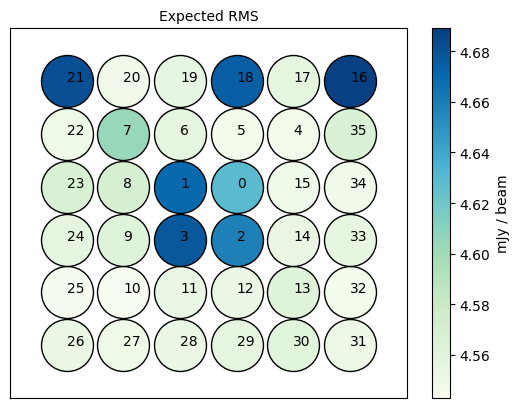 Expected RMS
21 20 19 18 17 16
22 7 6 5 4 35
23 8 1 0 15 34
24 9 3 2 14 33
25 10 11 12 13 32
26 27 28 29 30 31
4.68
4.66
4.64
4.62
4.60
4.58
4.56
mJy / beam